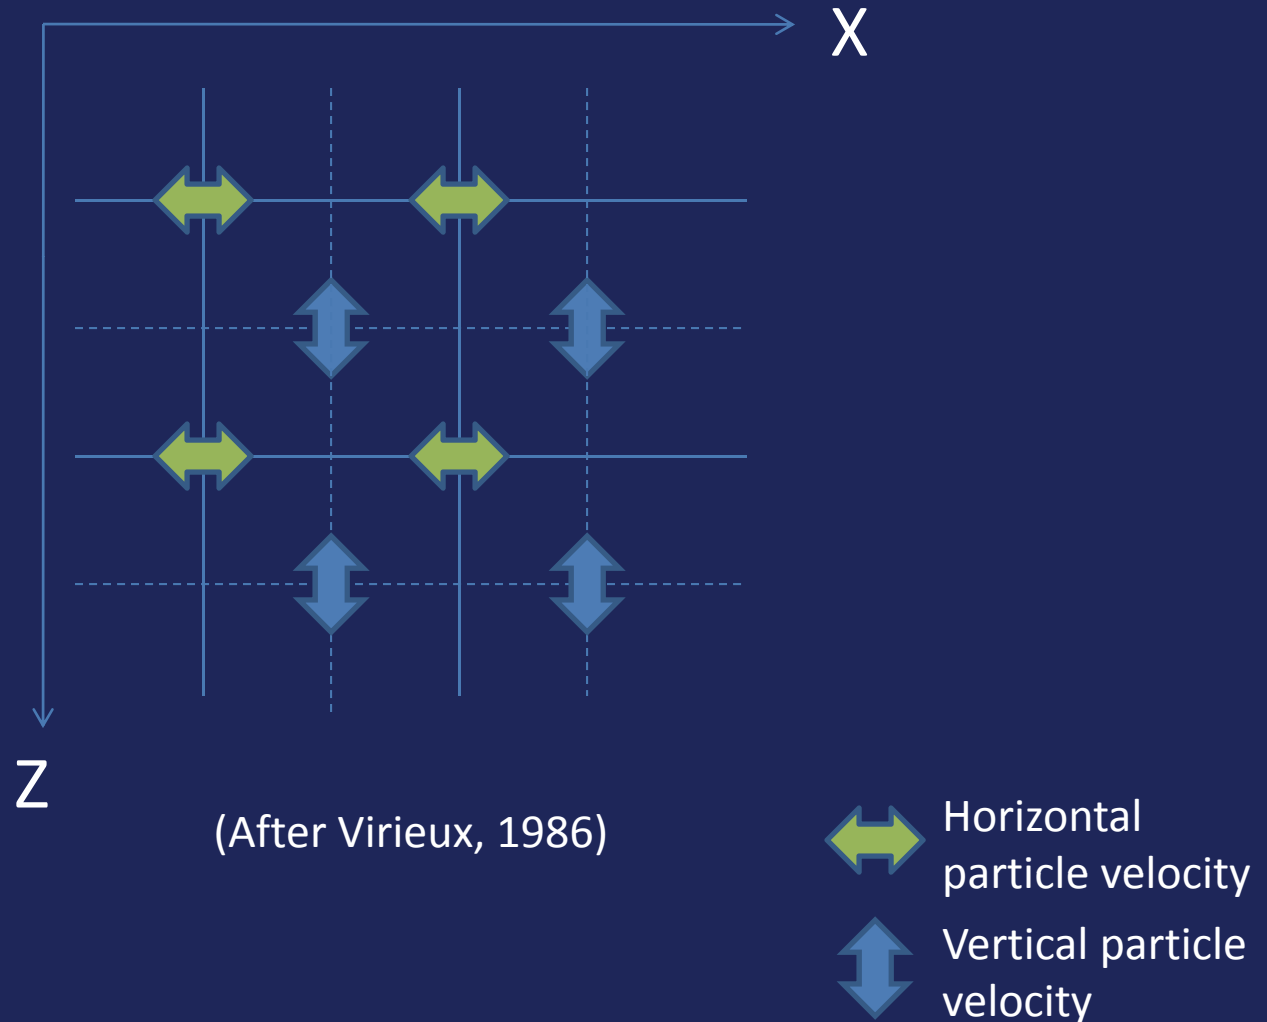 X
Z
(After Virieux, 1986)
Horizontal
particle velocity
Vertical particle
velocity